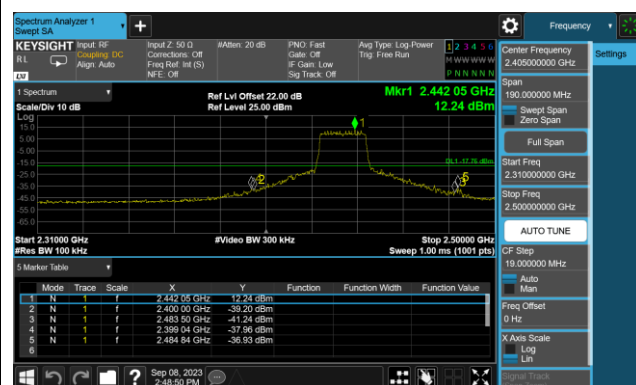 Spectrum Analyzer 1
Swept SA
Frequency
KEYSIGHT
RL
LXI
Input: RF
Coupling: DC
Align: Auto
Input Z: 50 Ω
Corrections: Off
Freq Ref: Int (S)
NFE: Off
#Atten: 20 dB
PNO: Fast
Gate: Off
IF Gain: Low
Sig Track: Off
Avg Type: Log-Power
Trig: Free Run
1 2 3 4 5 6
M W W W W W
P N N N N N
Center Frequency
2.405000000 GHz
Settings
Span
190.000000 MHz
Swept Span
Zero Span
Full Span
Start Freq
2.310000000 GHz
Stop Freq
2.500000000 GHz
AUTO TUNE
CF Step
19.000000 MHz
Auto
Man
Freq Offset
0 Hz
X Axis Scale
Log
Lin
Signal Track
1 Spectrum
Scale/Div 10 dB
Ref Lvl Offset 22.00 dB
Ref Level 25.00 dBm
Mkr1 2.442 05 GHz
12.24 dBm
Log
15.0
5.00
-5.00
-15.0
-25.0
-35.0
-45.0
-55.0
-65.0
1
DL1 -17.76 dBm
2
5
Start 2.31000 GHz
#Res BW 100 kHz
#Video BW 300 kHz
Stop 2.50000 GHz
Sweep 1.00 ms (1001 pts)
5 Marker Table
Mode Trace Scale X Y Function Function Width Function Value
1 N 1 f 2.442 05 GHz 12.24 dBm
2 N 1 f 2.400 00 GHz -39.20 dBm
3 N 1 f 2.483 50 GHz -41.24 dBm
4 N 1 f 2.399 04 GHz -37.96 dBm
5 N 1 f 2.484 84 GHz -36.93 dBm
6
?
Sep 08, 2023
2:48:50 PM